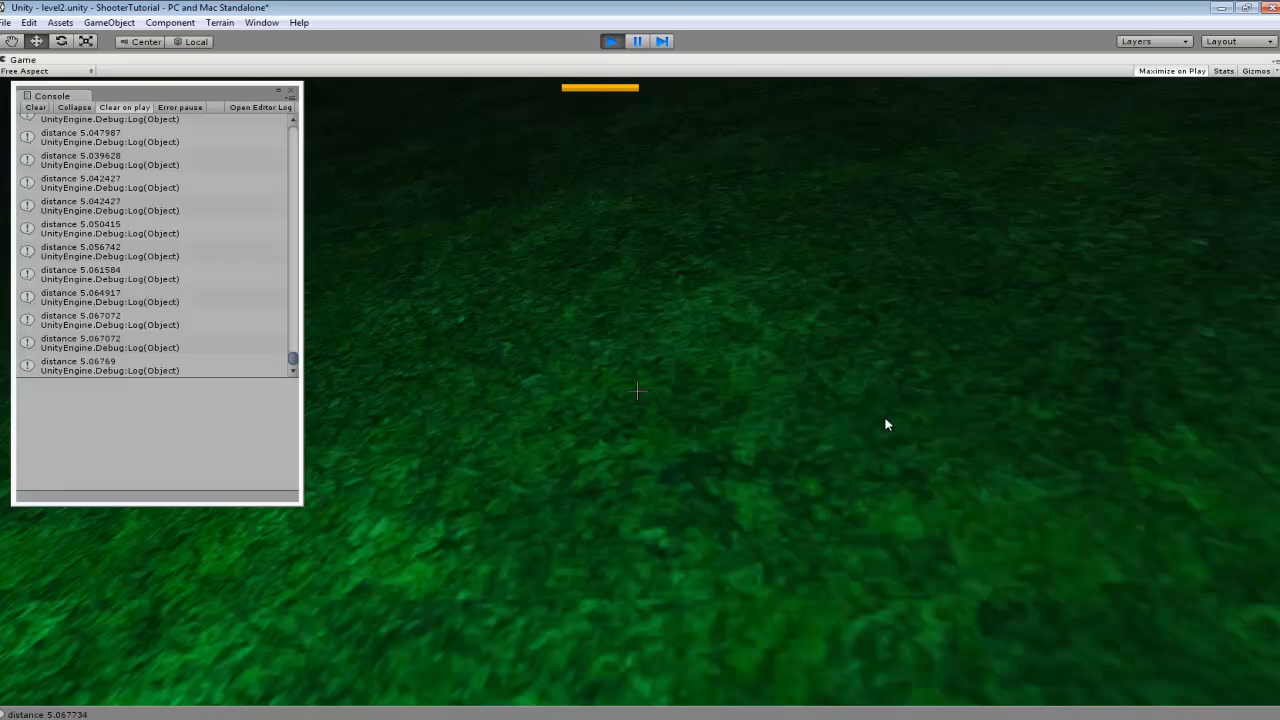 Unity - level2.unity - ShooterTutorial - PC and Mac Standalone*
File Edit Assets GameObject Component Terrain Window Help
Center Local Layers Layout
Game
Free Aspect Maximize on Play Stats Gizmos
Console
Clear Collapse Clear on play Error pause Open Editor Log
UnityEngine.Debug:Log(Object)
distance 5.047987
UnityEngine.Debug:Log(Object)
distance 5.039628
UnityEngine.Debug:Log(Object)
distance 5.042427
UnityEngine.Debug:Log(Object)
distance 5.042427
UnityEngine.Debug:Log(Object)
distance 5.050415
UnityEngine.Debug:Log(Object)
distance 5.056742
UnityEngine.Debug:Log(Object)
distance 5.061584
UnityEngine.Debug:Log(Object)
distance 5.064917
UnityEngine.Debug:Log(Object)
distance 5.067072
UnityEngine.Debug:Log(Object)
distance 5.067072
UnityEngine.Debug:Log(Object)
distance 5.06769
UnityEngine.Debug:Log(Object)
distance 5.067734